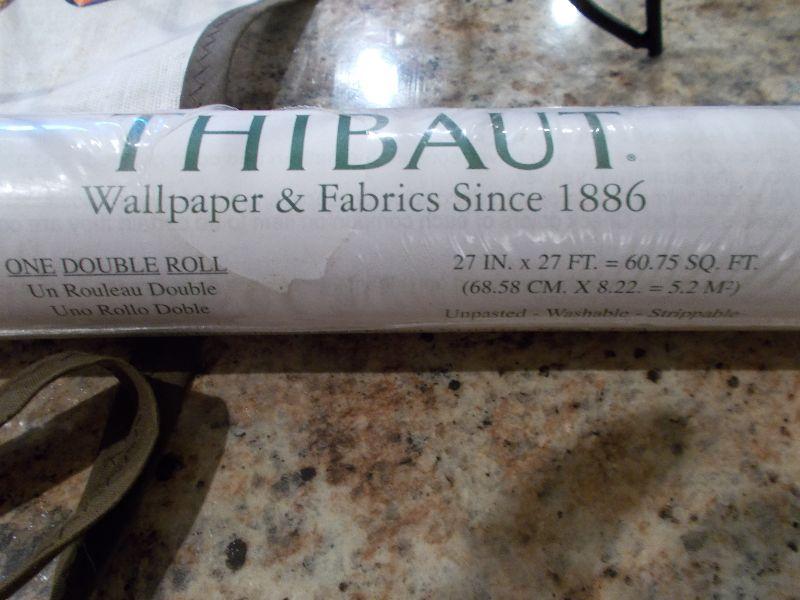 THIBAUT®
Wallpaper & Fabrics Since 1886
ONE DOUBLE ROLL
Un Rouleau Double
Uno Rollo Doble
27 IN. x 27 FT. = 60.75 SQ. FT.
(68.58 CM. X 8.22. = 5.2 M²)
Unpasted - Washable - Strippable